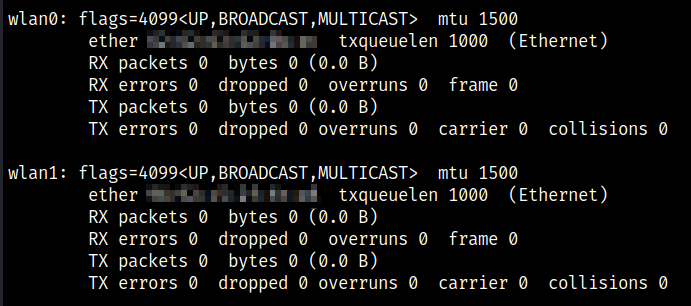 wlan0: flags=4099<UP,BROADCAST,MULTICAST>  mtu 1500
        ether  txqueuelen 1000  (Ethernet)
        RX packets 0  bytes 0 (0.0 B)
        RX errors 0  dropped 0  overruns 0  frame 0
        TX packets 0  bytes 0 (0.0 B)
        TX errors 0  dropped 0 overruns 0  carrier 0  collisions 0

wlan1: flags=4099<UP,BROADCAST,MULTICAST>  mtu 1500
        ether  txqueuelen 1000  (Ethernet)
        RX packets 0  bytes 0 (0.0 B)
        RX errors 0  dropped 0  overruns 0  frame 0
        TX packets 0  bytes 0 (0.0 B)
        TX errors 0  dropped 0 overruns 0  carrier 0  collisions 0